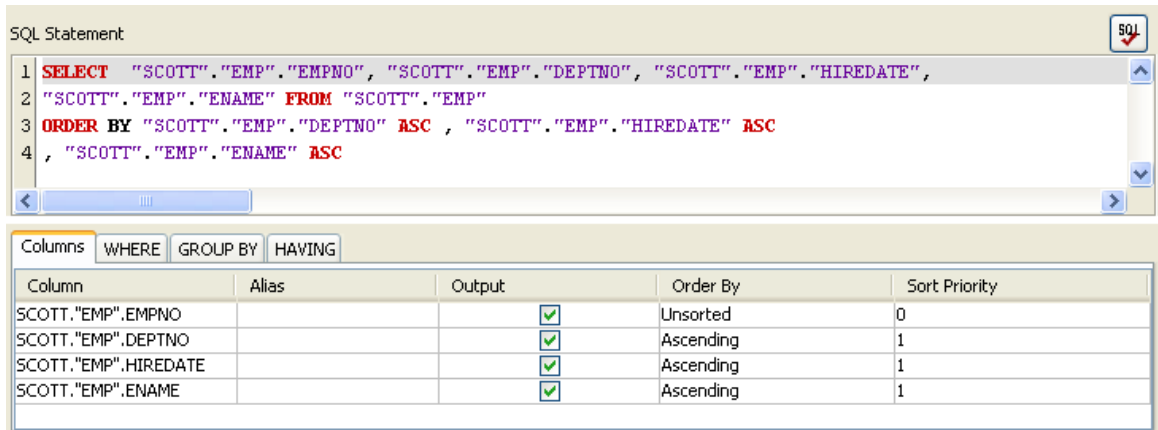 SQL Statement
SQL
1 SELECT "SCOTT"."EMP"."EMPNO", "SCOTT"."EMP"."DEPTNO", "SCOTT"."EMP"."HIREDATE",
2 "SCOTT"."EMP"."ENAME" FROM "SCOTT"."EMP"
3 ORDER BY "SCOTT"."EMP"."DEPTNO" ASC , "SCOTT"."EMP"."HIREDATE" ASC
4 , "SCOTT"."EMP"."ENAME" ASC
Columns WHERE GROUP BY HAVING
Column Alias Output Order By Sort Priority
SCOTT."EMP".EMPNO Unsorted 0
SCOTT."EMP".DEPTNO Ascending 1
SCOTT."EMP".HIREDATE Ascending 1
SCOTT."EMP".ENAME Ascending 1